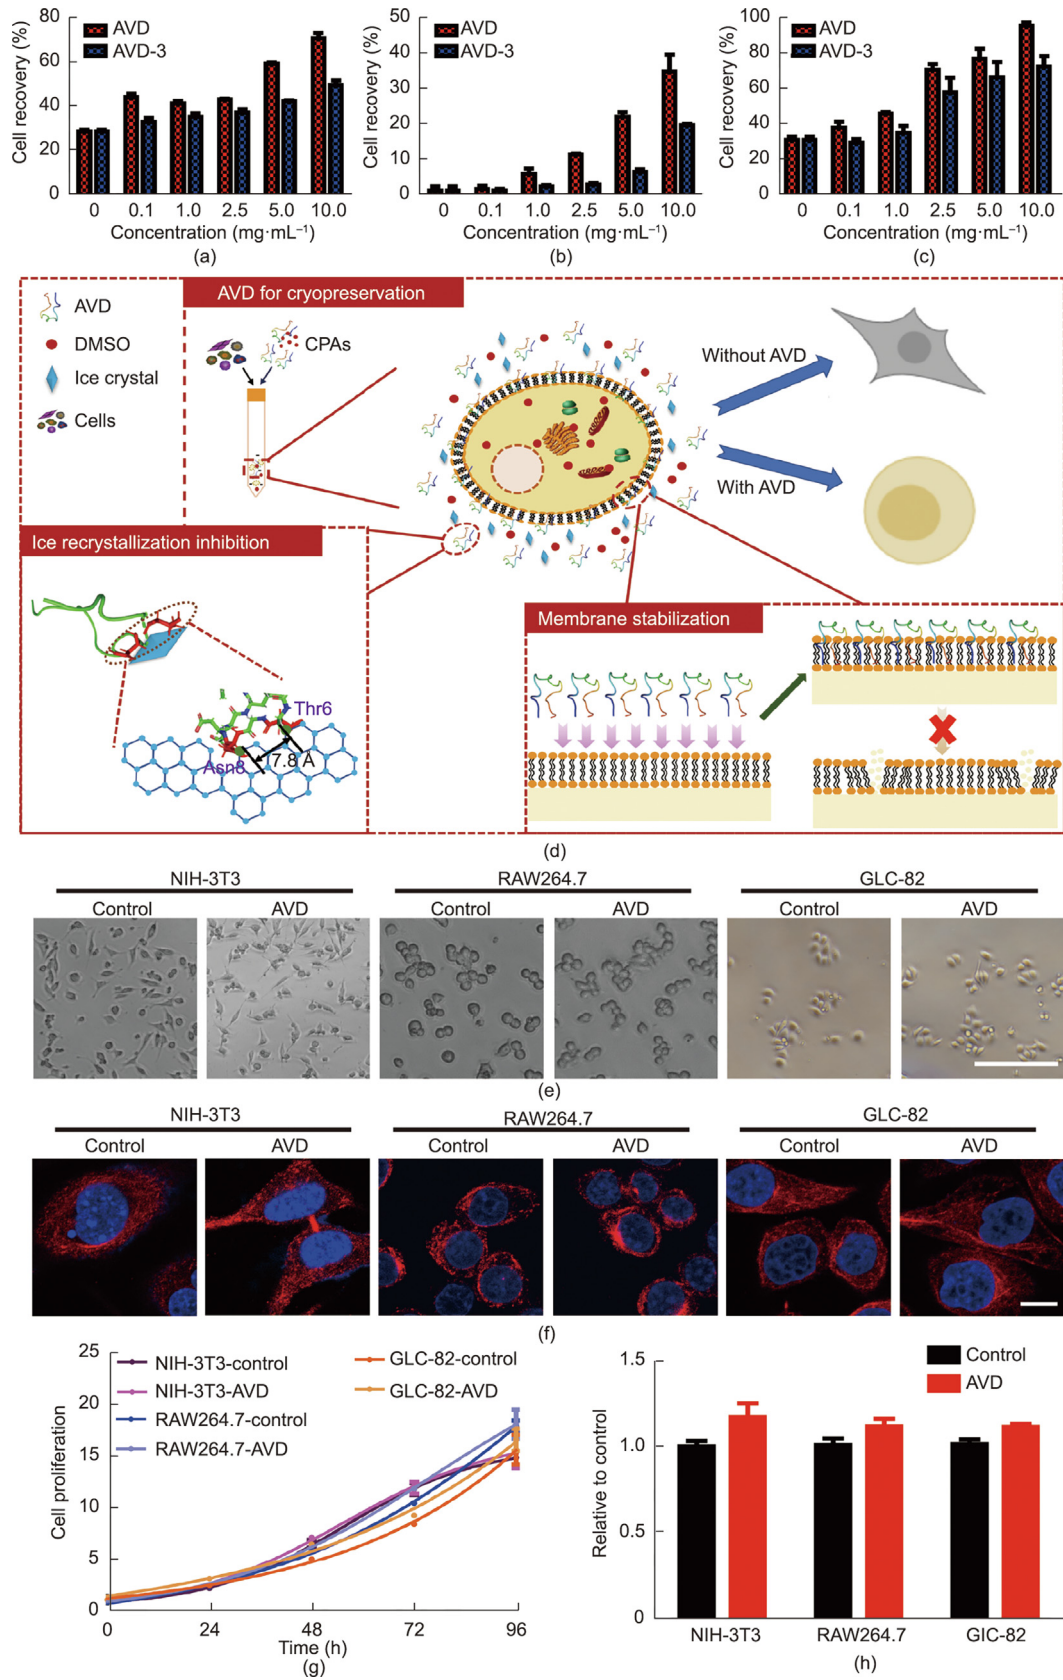 Cell recovery (%)
80
60
40
20
0
AVD
AVD-3
0 0.1 1.0 2.5 5.0 10.0
Concentration (mg·mL⁻¹)
(a)
Cell recovery (%)
50
40
30
20
10
0
AVD
AVD-3
0 0.1 1.0 2.5 5.0 10.0
Concentration (mg·mL⁻¹)
(b)
Cell recovery (%)
100
80
60
40
20
0
AVD
AVD-3
0 0.1 1.0 2.5 5.0 10.0
Concentration (mg·mL⁻¹)
(c)
AVD
DMSO
Ice crystal
Cells
AVD for cryopreservation
CPAs
Without AVD
With AVD
Ice recrystallization inhibition
Thr6
Asn8
7.8 Å
Membrane stabilization
(d)
NIH-3T3 RAW264.7 GLC-82
Control AVD Control AVD Control AVD
(e)
NIH-3T3 RAW264.7 GLC-82
Control AVD Control AVD Control AVD
(f)
Cell proliferation
25
20
15
10
5
0
NIH-3T3-control
NIH-3T3-AVD
RAW264.7-control
RAW264.7-AVD
GLC-82-control
GLC-82-AVD
0 24 48 72 96
Time (h)
(g)
Relative to control
1.5
1.0
0.5
0
Control
AVD
NIH-3T3 RAW264.7 GIC-82
(h)